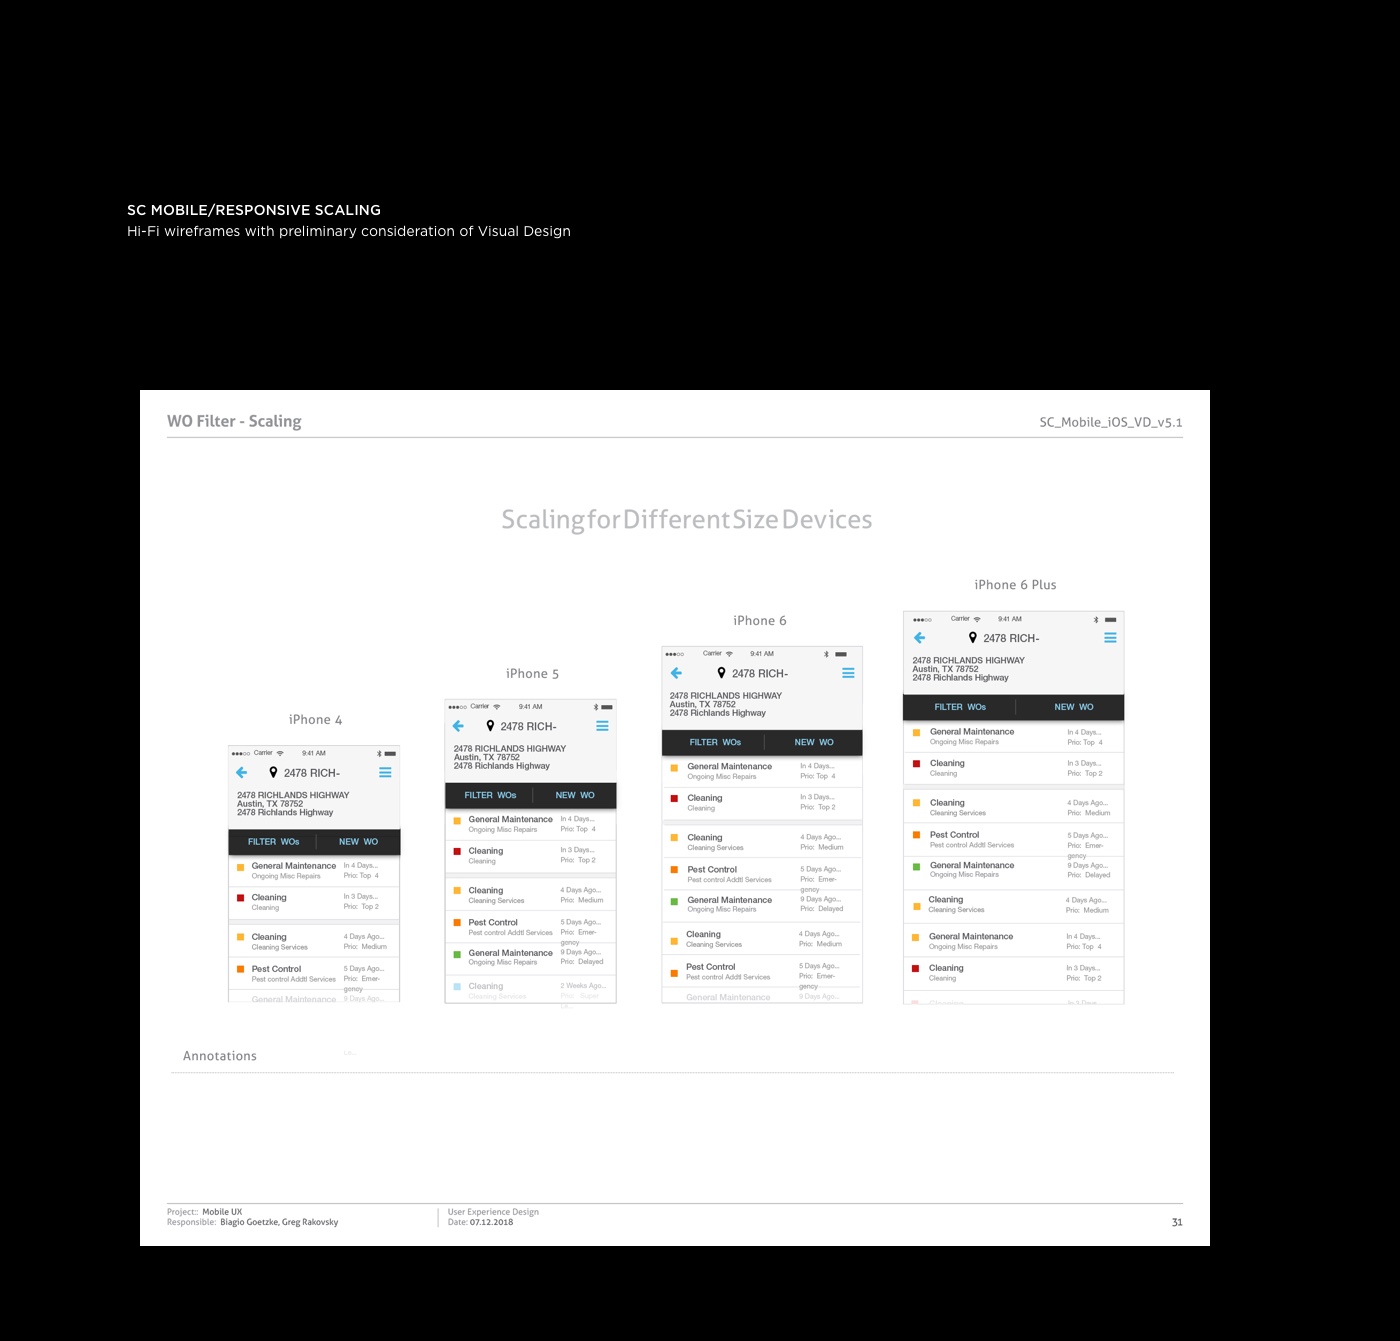 SC MOBILE/RESPONSIVE SCALING
Hi-Fi wireframes with preliminary consideration of Visual Design
WO Filter - Scaling
SC_Mobile_iOS_VD_v5.1
Scaling for Different Size Devices
iPhone 4
Carrier 9:41 AM
2478 RICH-
2478 RICHLANDS HIGHWAY
Austin, TX 78752
2478 Richlands Highway
FILTER WOs NEW WO
General Maintenance In 4 Days...
Ongoing Misc Repairs Prio: Top 4
Cleaning In 3 Days...
Cleaning Prio: Top 2
Cleaning 4 Days Ago...
Cleaning Services Prio: Medium
Pest Control 5 Days Ago...
Pest control Addtl Services Prio: Emer-
gency
General Maintenance 9 Days Ago...
iPhone 5
Carrier 9:41 AM
2478 RICH-
2478 RICHLANDS HIGHWAY
Austin, TX 78752
2478 Richlands Highway
FILTER WOs NEW WO
General Maintenance In 4 Days...
Ongoing Misc Repairs Prio: Top 4
Cleaning In 3 Days...
Cleaning Prio: Top 2
Cleaning 4 Days Ago...
Cleaning Services Prio: Medium
Pest Control 5 Days Ago...
Pest control Addtl Services Prio: Emer-
gency
General Maintenance 9 Days Ago...
Ongoing Misc Repairs Prio: Delayed
Cleaning 2 Weeks Ago...
Cleaning Services Prio: Super
iPhone 6
Carrier 9:41 AM
2478 RICH-
2478 RICHLANDS HIGHWAY
Austin, TX 78752
2478 Richlands Highway
FILTER WOs NEW WO
General Maintenance In 4 Days...
Ongoing Misc Repairs Prio: Top 4
Cleaning In 3 Days...
Cleaning Prio: Top 2
Cleaning 4 Days Ago...
Cleaning Services Prio: Medium
Pest Control 5 Days Ago...
Pest control Addtl Services Prio: Emer-
gency
General Maintenance 9 Days Ago...
Ongoing Misc Repairs Prio: Delayed
Cleaning 4 Days Ago...
Cleaning Services Prio: Medium
Pest Control 5 Days Ago...
Pest control Addtl Services Prio: Emer-
gency
General Maintenance 9 Days Ago...
iPhone 6 Plus
Carrier 9:41 AM
2478 RICH-
2478 RICHLANDS HIGHWAY
Austin, TX 78752
2478 Richlands Highway
FILTER WOs NEW WO
General Maintenance In 4 Days...
Ongoing Misc Repairs Prio: Top 4
Cleaning In 3 Days...
Cleaning Prio: Top 2
Cleaning 4 Days Ago...
Cleaning Services Prio: Medium
Pest Control 5 Days Ago...
Pest control Addtl Services Prio: Emer-
gency
General Maintenance 9 Days Ago...
Ongoing Misc Repairs Prio: Delayed
Cleaning 4 Days Ago...
Cleaning Services Prio: Medium
General Maintenance In 4 Days...
Ongoing Misc Repairs Prio: Top 4
Cleaning In 3 Days...
Cleaning Prio: Top 2
Annotations
Project:: Mobile UX
Responsible: Biagio Goetzke, Greg Rakovsky
User Experience Design
Date: 07.12.2018
31